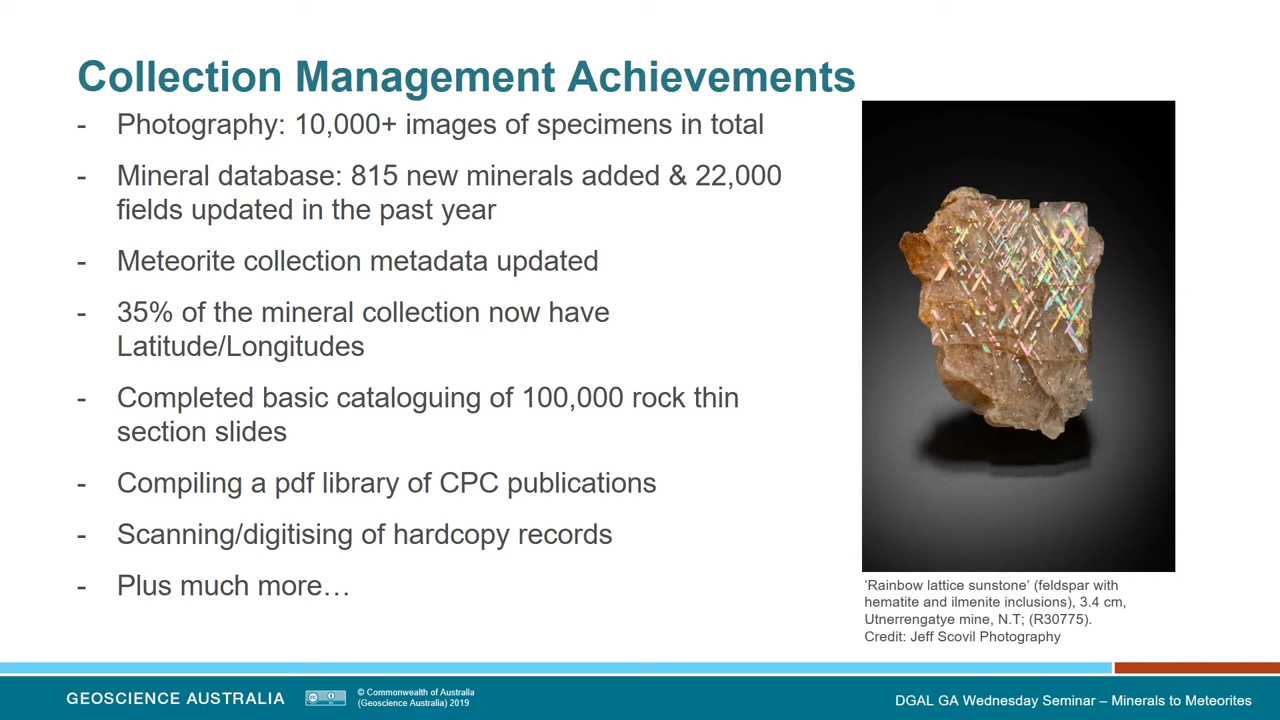 Collection Management Achievements
- Photography: 10,000+ images of specimens in total
- Mineral database: 815 new minerals added & 22,000
fields updated in the past year
- Meteorite collection metadata updated
- 35% of the mineral collection now have
Latitude/Longitudes
- Completed basic cataloguing of 100,000 rock thin
section slides
- Compiling a pdf library of CPC publications
- Scanning/digitising of hardcopy records
- Plus much more…
‘Rainbow lattice sunstone’ (feldspar with
hematite and ilmenite inclusions), 3.4 cm,
Utnerrengatye mine, N.T; (R30775).
Credit: Jeff Scovil Photography
GEOSCIENCE AUSTRALIA
© Commonwealth of Australia
(Geoscience Australia) 2019
DGAL GA Wednesday Seminar – Minerals to Meteorites